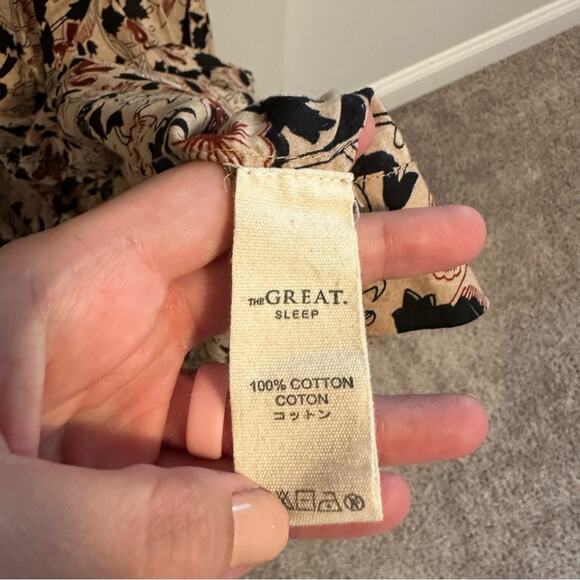 THE GREAT.
SLEEP
100% COTTON
COTON
コットン